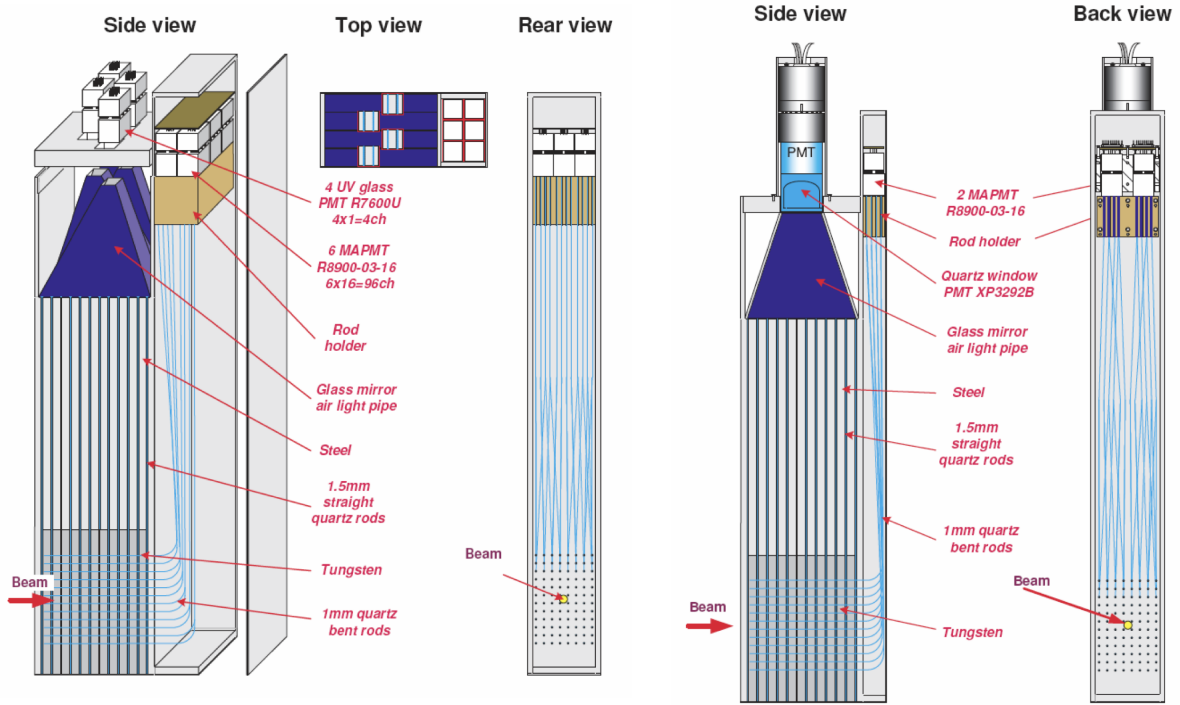 Side view
Top view
Rear view
4 UV glass
PMT R7600U
4x1=4ch
6 MAPMT
R8900-03-16
6x16=96ch
Rod
holder
Glass mirror
air light pipe
Steel
1.5mm
straight
quartz rods
Beam
Tungsten
Beam
1mm quartz
bent rods
Side view
Back view
PMT
2 MAPMT
R8900-03-16
Rod holder
Quartz window
PMT XP3292B
Glass mirror
air light pipe
Steel
1.5mm
straight
quartz rods
1mm quartz
bent rods
Beam
Beam
Tungsten